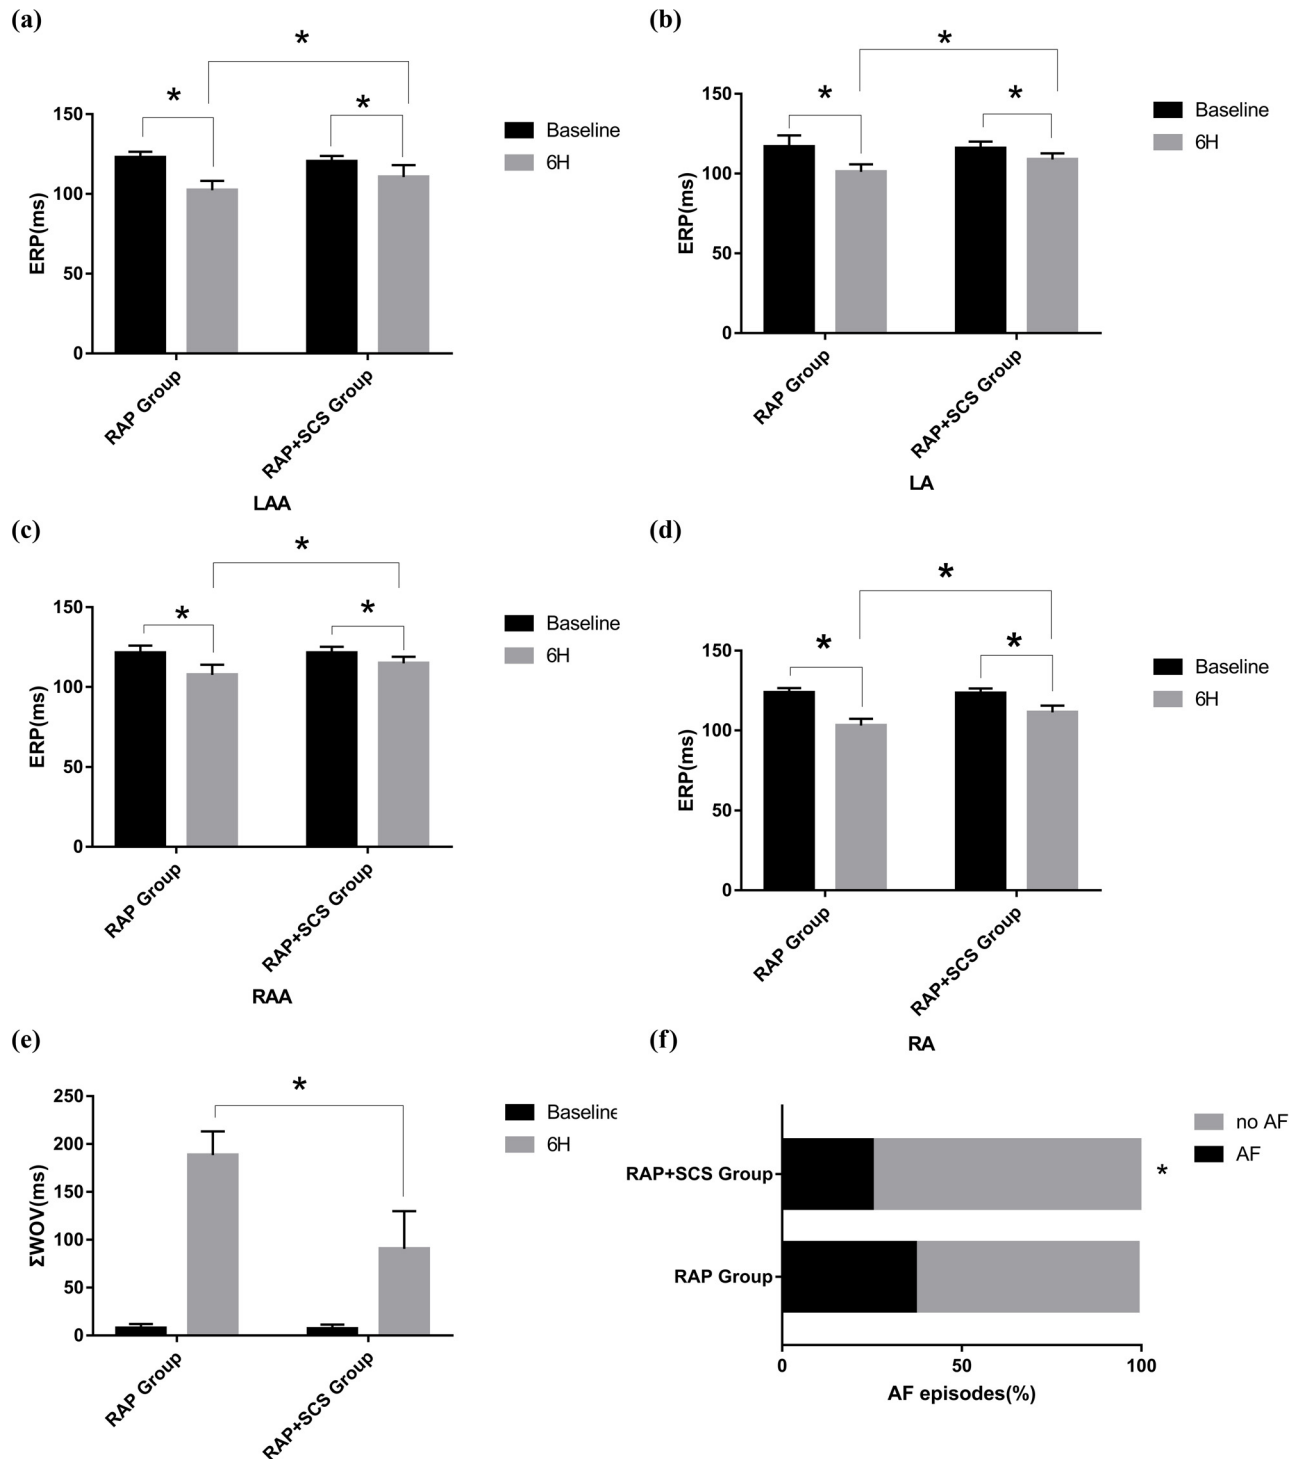 (a)
*
*
*
150
100
50
0
ERP(ms)
Baseline
6H
RAP Group
RAP+SCS Group
LAA
(b)
*
*
*
150
100
50
0
ERP(ms)
Baseline
6H
RAP Group
RAP+SCS Group
LA
(c)
*
*
*
150
100
50
0
ERP(ms)
Baseline
6H
RAP Group
RAP+SCS Group
RAA
(d)
*
*
*
150
100
50
0
ERP(ms)
Baseline
6H
RAP Group
RAP+SCS Group
RA
(e)
*
250
200
150
100
50
0
ΣWOV(ms)
Baseline
6H
RAP Group
RAP+SCS Group
(f)
no AF
AF
RAP+SCS Group
*
RAP Group
0
50
100
AF episodes(%)